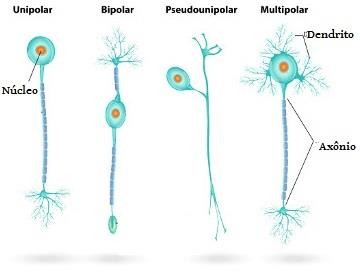 Unipolar
Bipolar
Pseudounipolar
Multipolar
Dendrito
Núcleo
Axônio